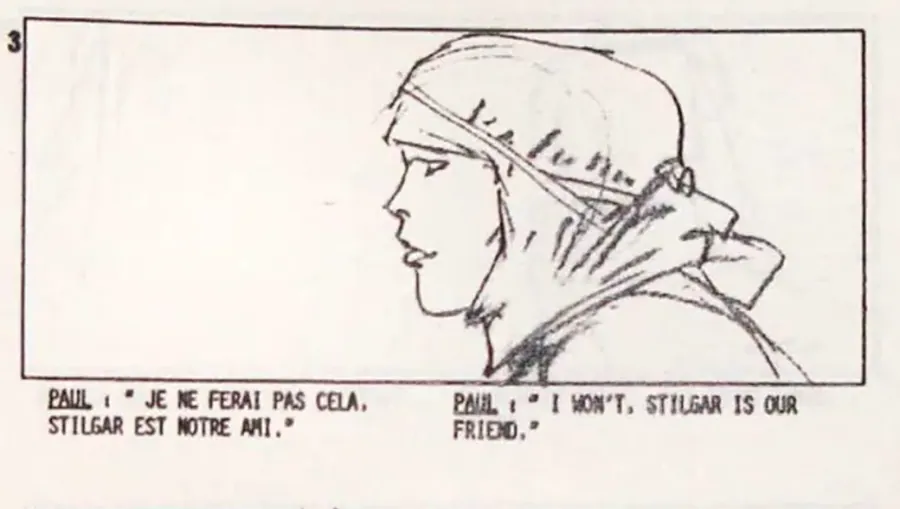 3
PAUL : " JE NE FERAI PAS CELA,
STILGAR EST NOTRE AMI."
PAUL : " I WON'T, STILGAR IS OUR
FRIEND."